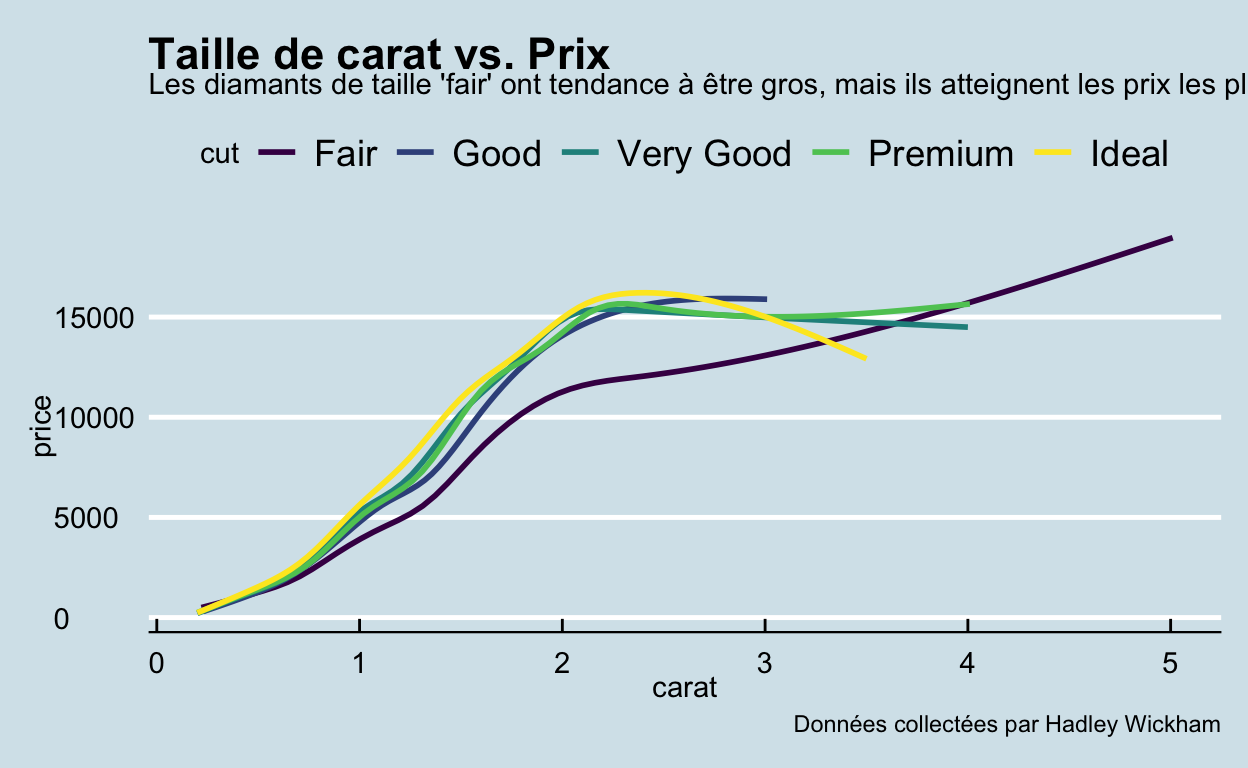 Taille de carat vs. Prix
Les diamants de taille 'fair' ont tendance à être gros, mais ils atteignent les prix les
cut Fair Good Very Good Premium Ideal
15000
10000
5000
0
price
0 1 2 3 4 5
carat
Données collectées par Hadley Wickham